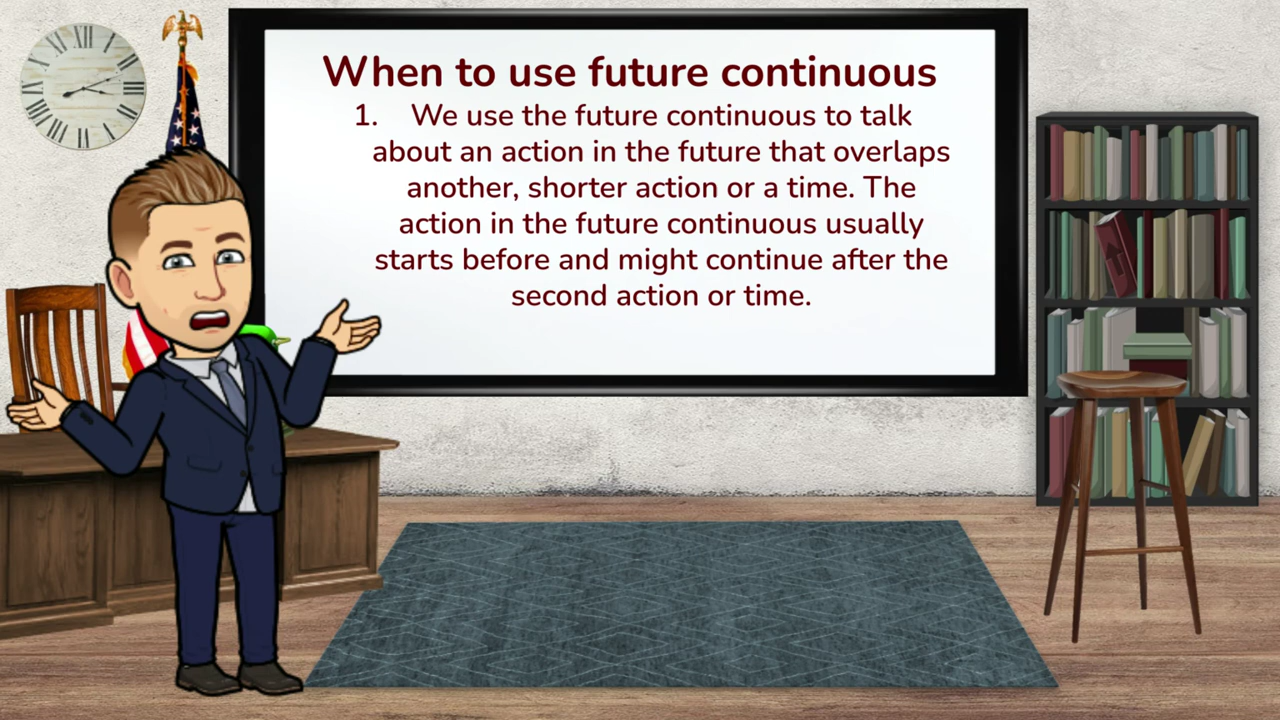 When to use future continuous
1. We use the future continuous to talk
about an action in the future that overlaps
another, shorter action or a time. The
action in the future continuous usually
starts before and might continue after the
second action or time.